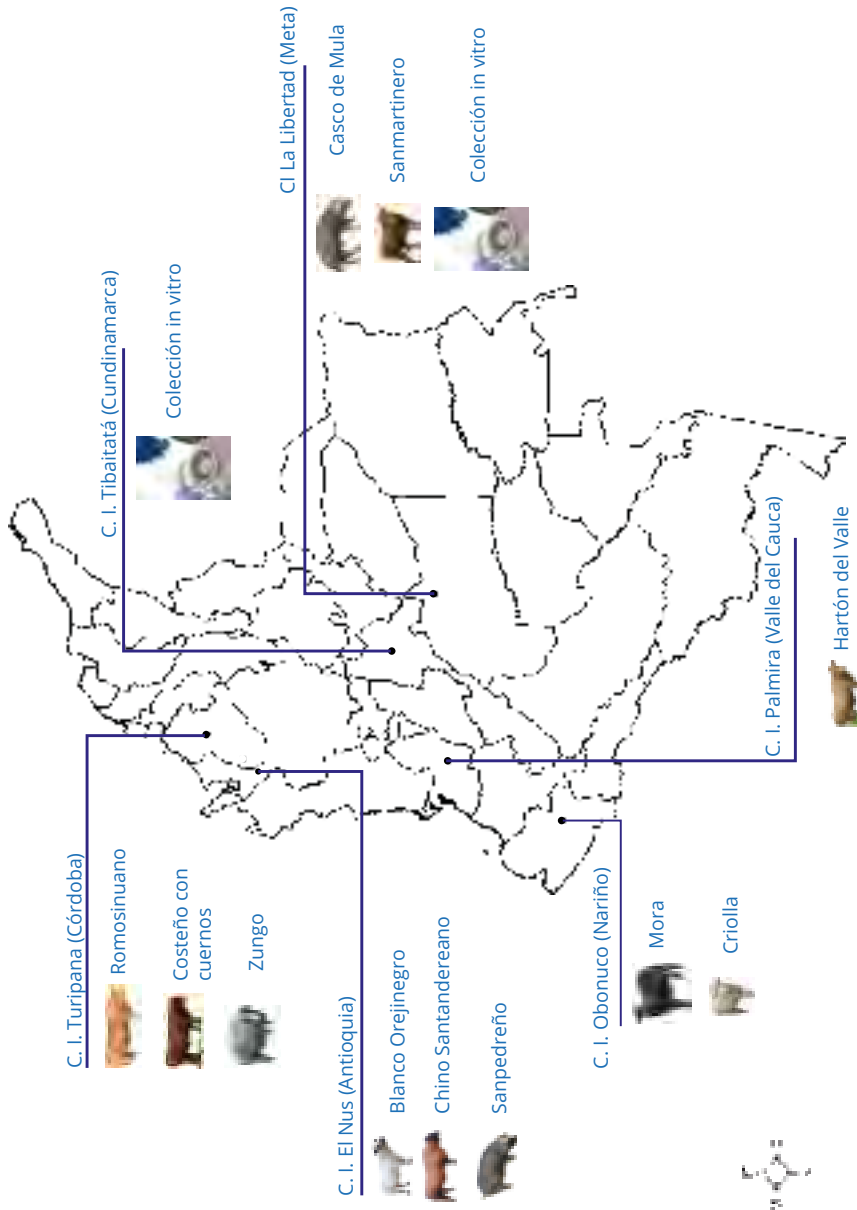 C. I. Turipana (Córdoba)
Romosinuano
Costeño con
cuernos
Zungo
C. I. El Nus (Antioquia)
Blanco Orejinegro
Chino Santandereano
Sanpedreño
C. I. Obonuco (Nariño)
Mora
Criolla
C. I. Tibaitatá (Cundinamarca)
Colección in vitro
CI La Libertad (Meta)
Casco de Mula
Sanmartinero
Colección in vitro
C. I. Palmira (Valle del Cauca)
Hartón del Valle